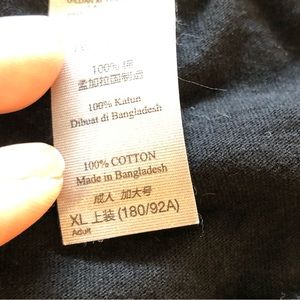 100% 棉
孟加拉国制造
100% Katun
Dibuat di Bangladesh
100% COTTON
Made in Bangladesh
成人 加大号
XL 上装 (180/92A)
Adult